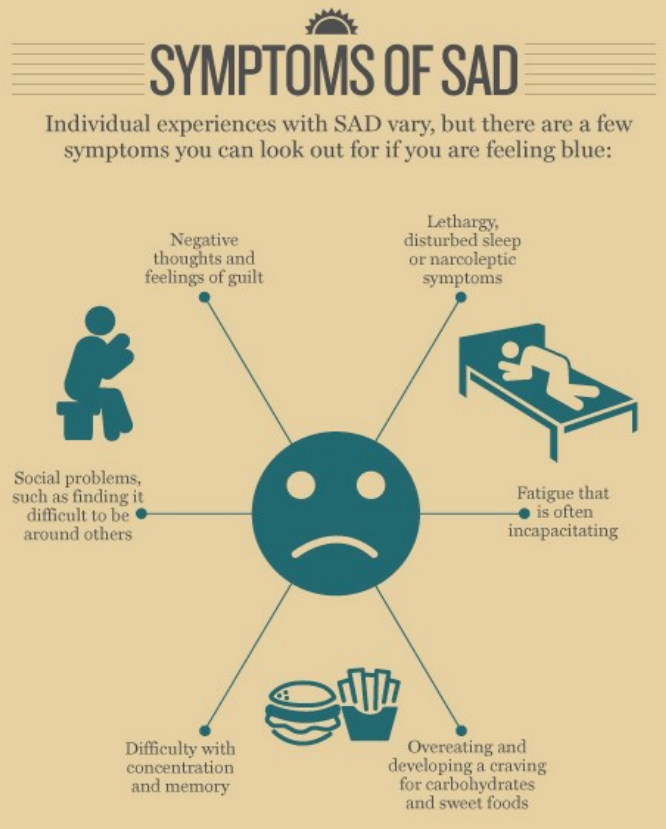 SYMPTOMS OF SAD
Individual experiences with SAD vary, but there are a few
symptoms you can look out for if you are feeling blue:
Negative
thoughts and
feelings of guilt
Lethargy,
disturbed sleep
or narcoleptic
symptoms
Social problems,
such as finding it
difficult to be
around others
Fatigue that
is often
incapacitating
Difficulty with
concentration
and memory
Overeating and
developing a craving
for carbohydrates
and sweet foods